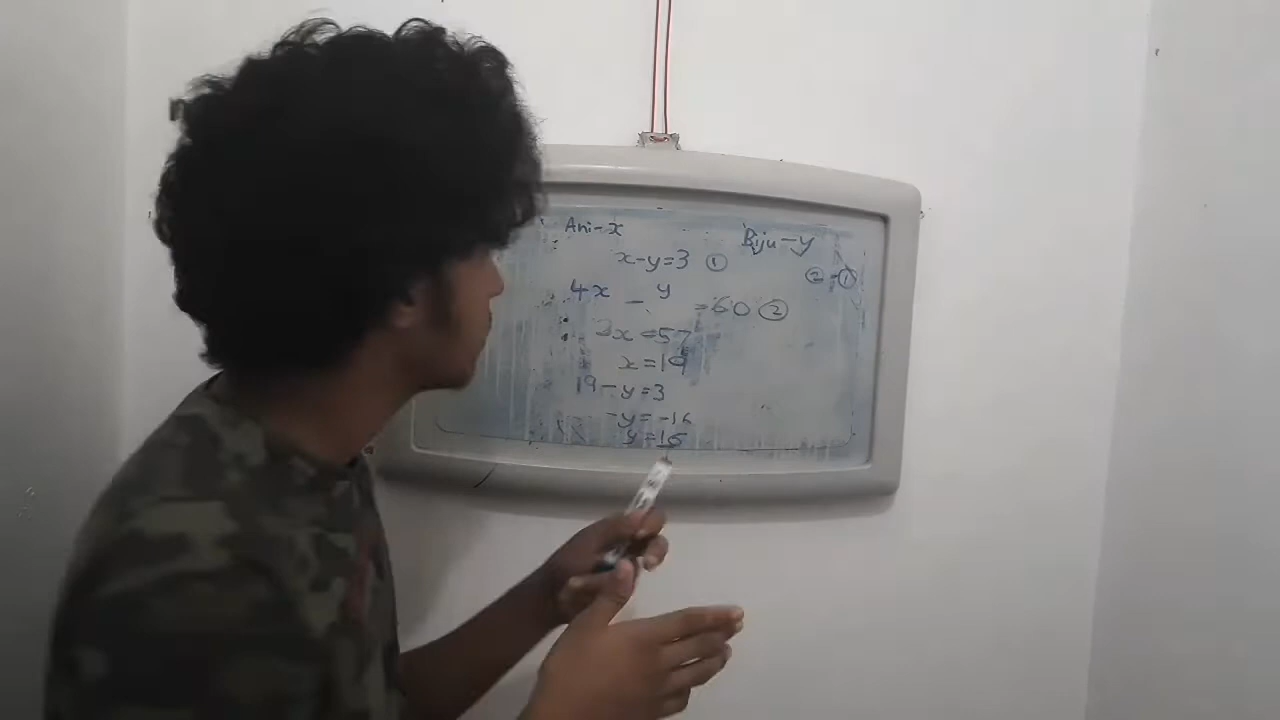 Ani-x Biju-y
x-y=3 ①
②-①
4x - y =60 ②
3x =57
x=19
19-y=3
-y=-16
y=16